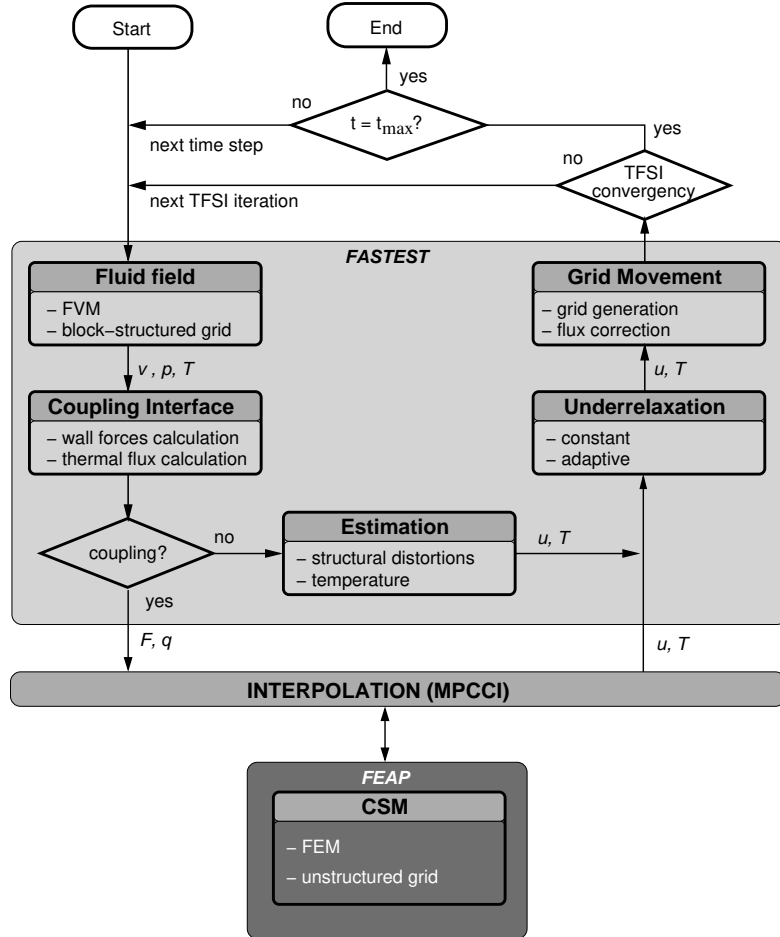 Start
End
yes
no
t = tmax?
next time step
yes
no
TFSI
convergency
next TFSI iteration
FASTEST
Fluid field
– FVM
– block–structured grid
Grid Movement
– grid generation
– flux correction
v , p, T
u, T
Coupling Interface
– wall forces calculation
– thermal flux calculation
Underrelaxation
– constant
– adaptive
coupling?
no
Estimation
– structural distortions
– temperature
u, T
yes
F, q
u, T
INTERPOLATION (MPCCI)
FEAP
CSM
– FEM
– unstructured grid